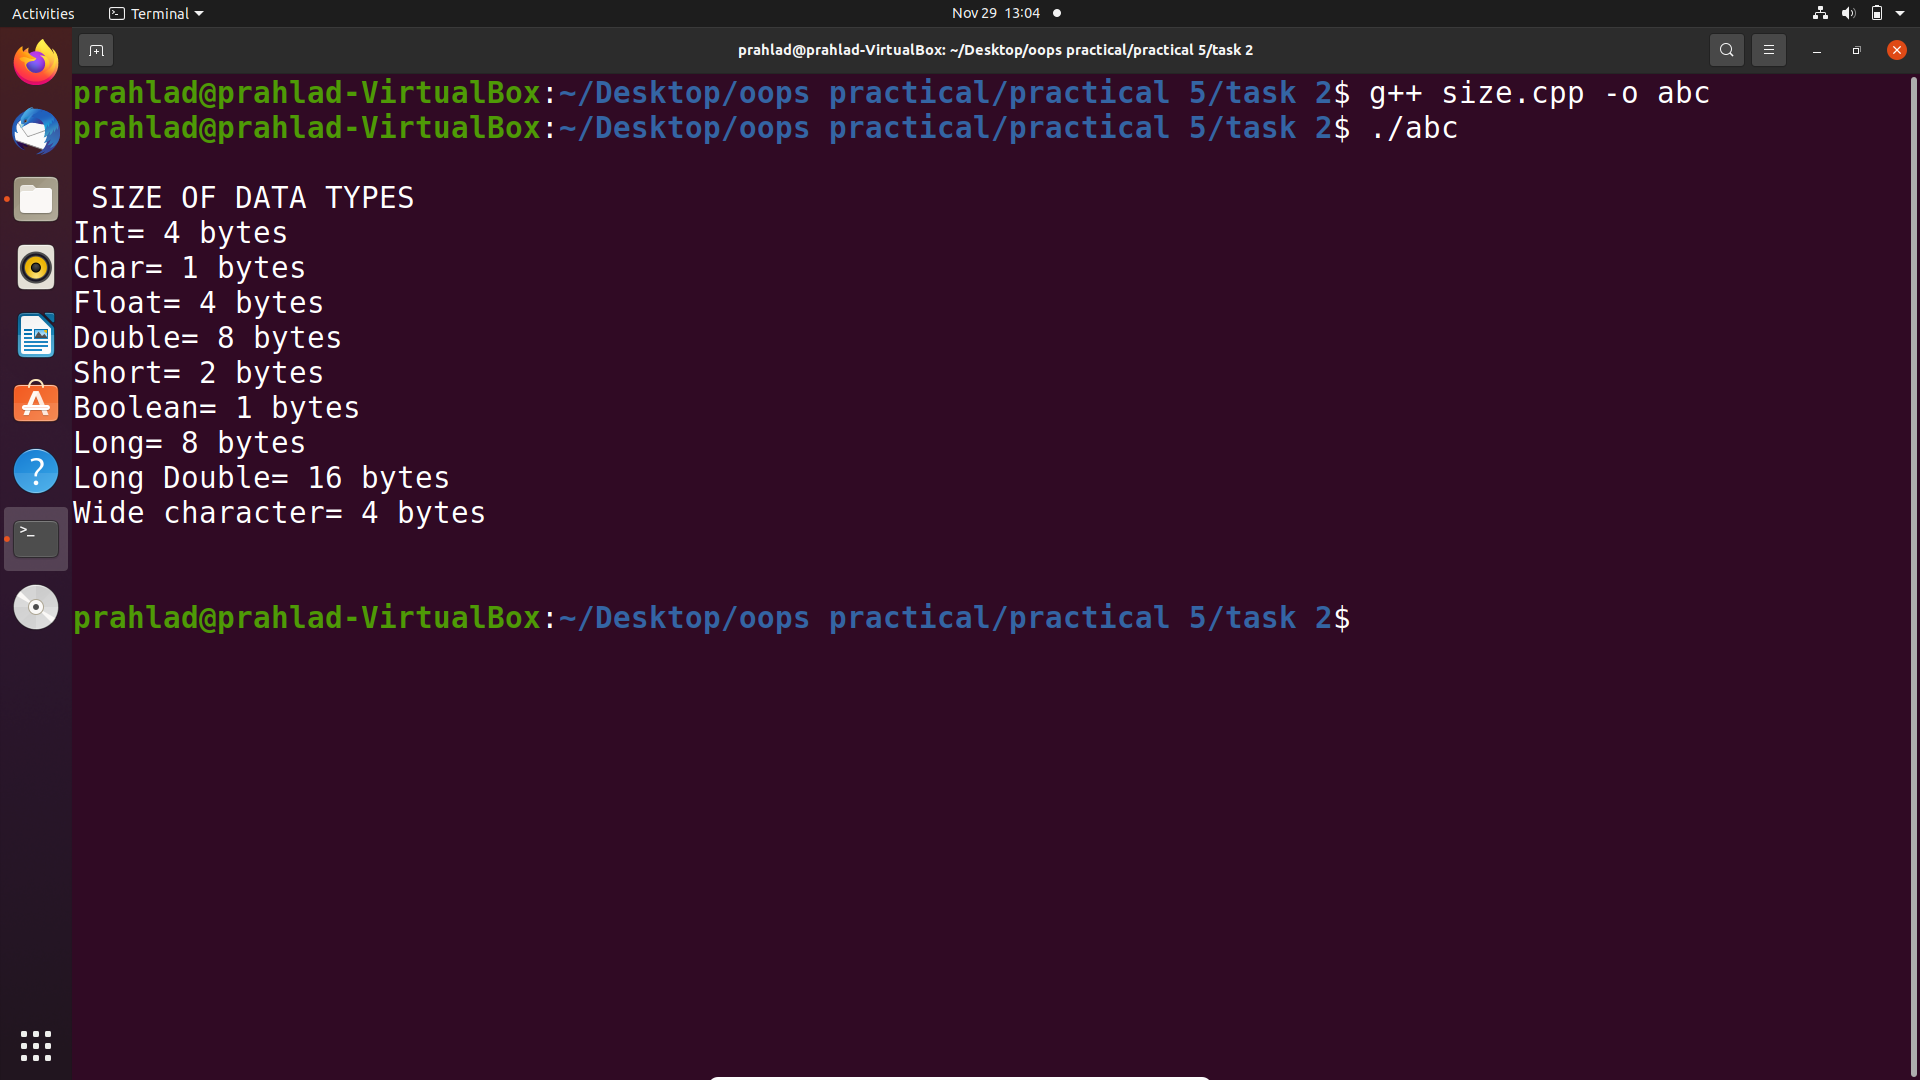 Activities
Terminal
Nov 29 13:04
prahlad@prahlad-VirtualBox: ~/Desktop/oops practical/practical 5/task 2
prahlad@prahlad-VirtualBox:~/Desktop/oops practical/practical 5/task 2$ g++ size.cpp -o abc
prahlad@prahlad-VirtualBox:~/Desktop/oops practical/practical 5/task 2$ ./abc
SIZE OF DATA TYPES
Int= 4 bytes
Char= 1 bytes
Float= 4 bytes
Double= 8 bytes
Short= 2 bytes
Boolean= 1 bytes
Long= 8 bytes
Long Double= 16 bytes
Wide character= 4 bytes
prahlad@prahlad-VirtualBox:~/Desktop/oops practical/practical 5/task 2$